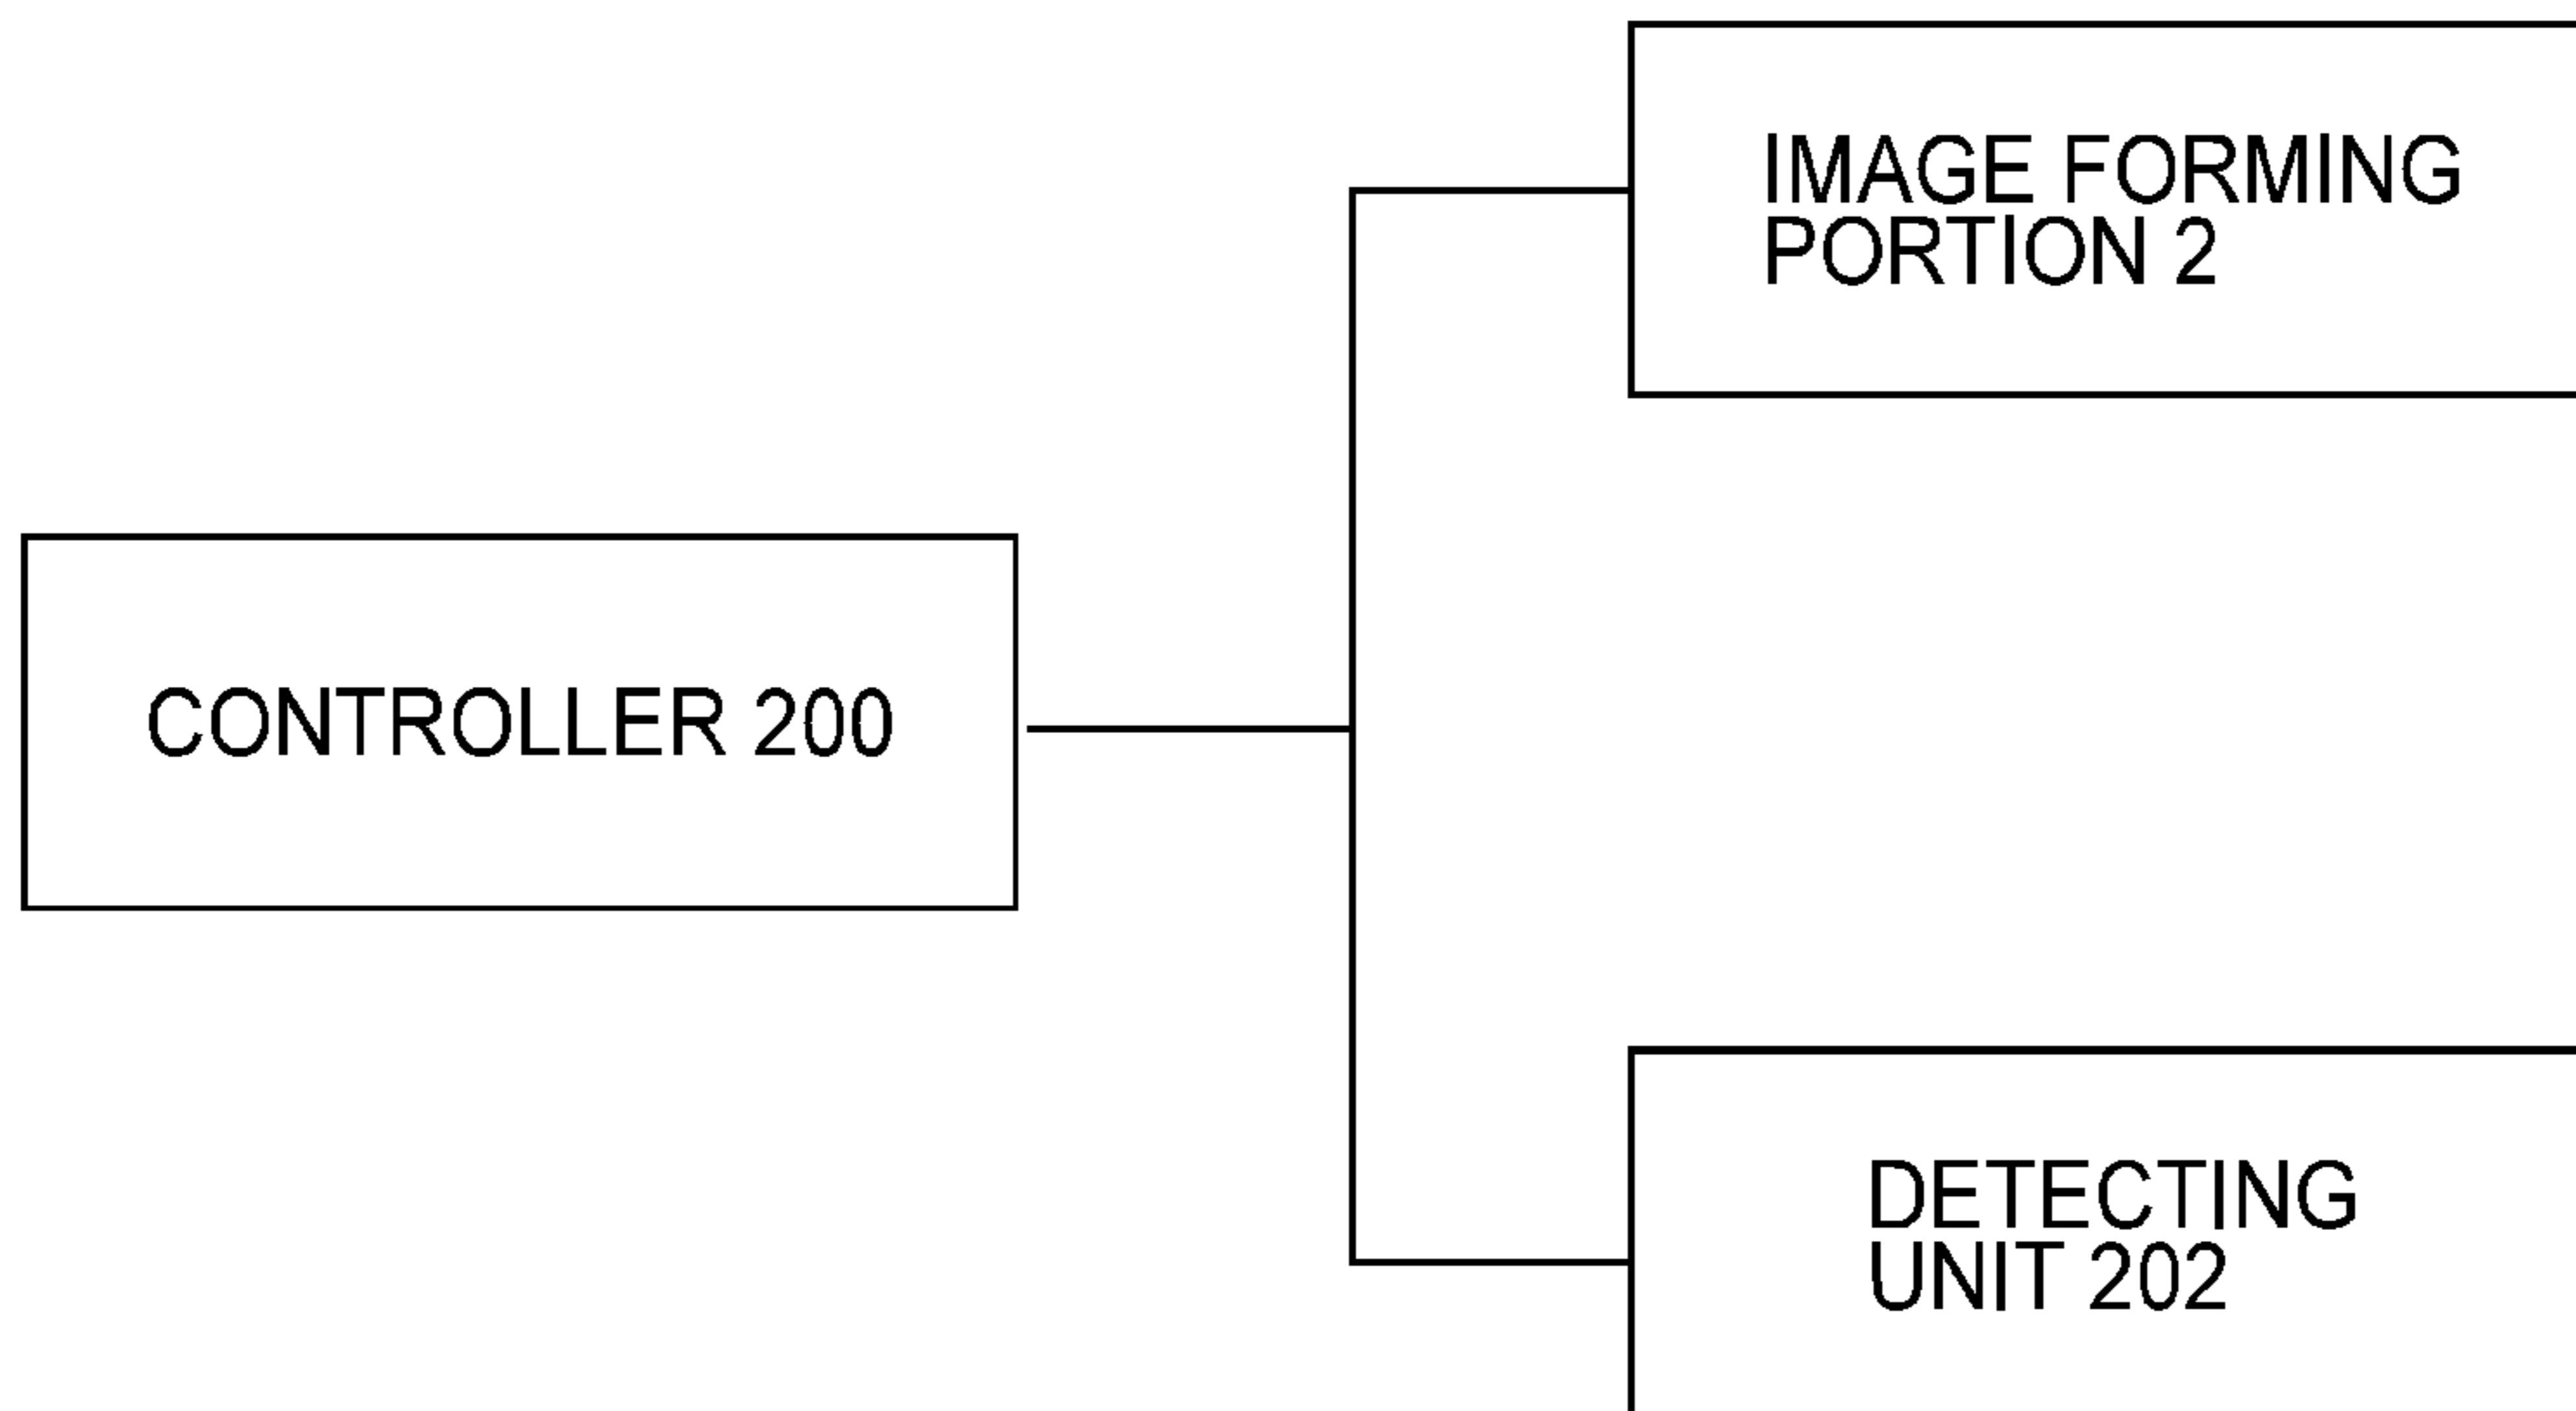 IMAGE FORMING
PORTION 2
CONTROLLER 200
DETECTING
UNIT 202